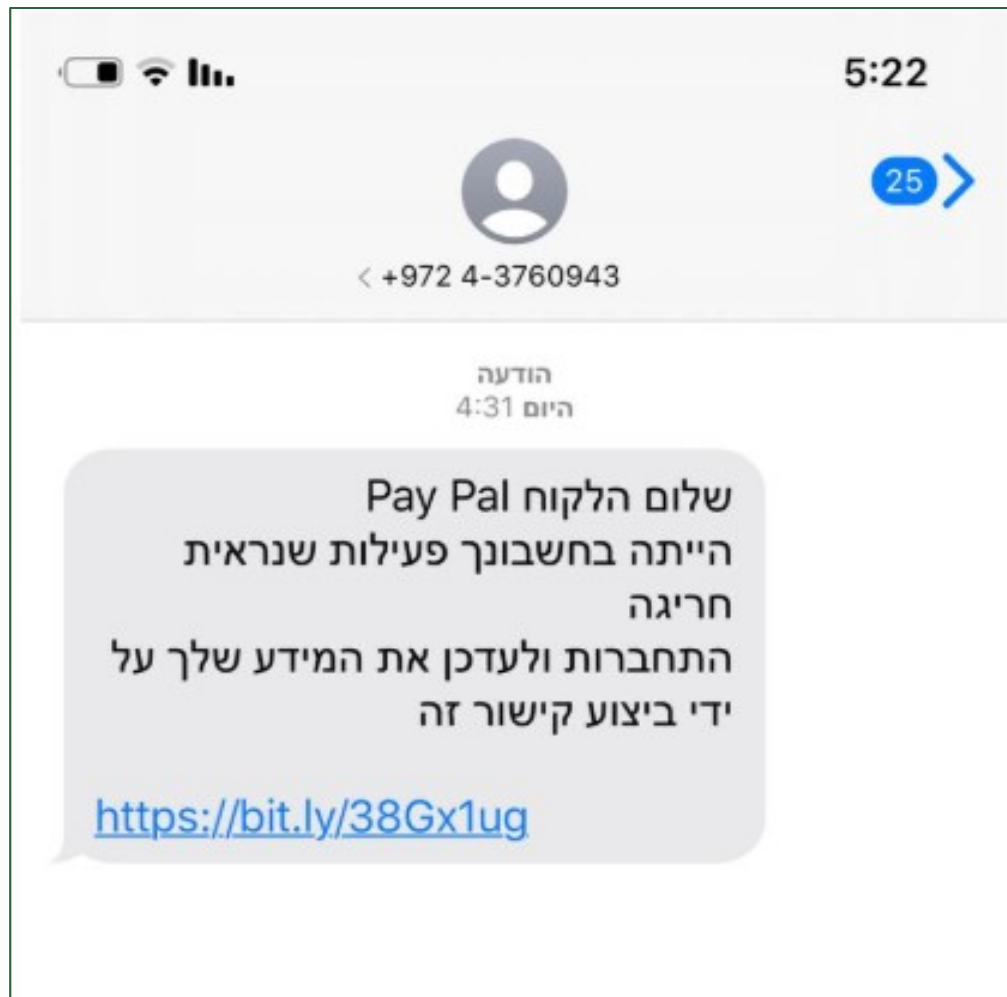 5:22
25
< +972 4-3760943
הודעה
היום 4:31
שלום הלקוח Pay Pal
הייתה בחשבונך פעילות שנראית
חריגה
התחברות ולעדכן את המידע שלך על
ידי ביצוע קישור זה
https://bit.ly/38Gx1ug